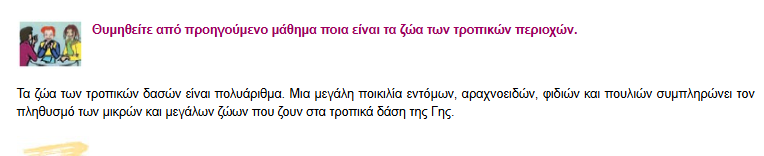 Θυμηθείτε από προηγούμενο μάθημα ποια είναι τα ζώα των τροπικών περιοχών.
Τα ζώα των τροπικών δασών είναι πολυάριθμα. Μια μεγάλη ποικιλία εντόμων, αραχνοειδών, φιδιών και πουλιών συμπληρώνει τον
πληθυσμό των μικρών και μεγάλων ζώων που ζουν στα τροπικά δάση της Γης.